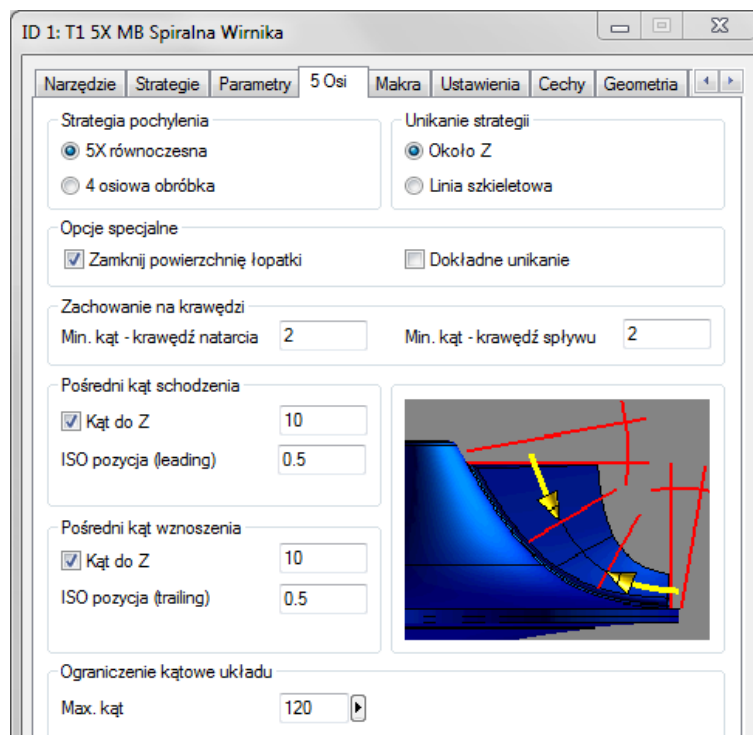 ID 1: T1 5X MB Spiralna Wirnika
Narzędzie Strategie Parametry 5 Osi Makra Ustawienia Cechy Geometria
Strategia pochylenia
5X równoczesna
4 osiowa obróbka
Unikanie strategii
Około Z
Linia szkieletowa
Opcje specjalne
Zamknij powierzchnię łopatki Dokładne unikanie
Zachowanie na krawędzi
Min. kąt - krawędź natarcia 2 Min. kąt - krawędź spływu 2
Pośredni kąt schodzenia
Kąt do Z 10
ISO pozycja (leading) 0.5
Pośredni kąt wznoszenia
Kąt do Z 10
ISO pozycja (trailing) 0.5
Ograniczenie kątowe układu
Max. kąt 120